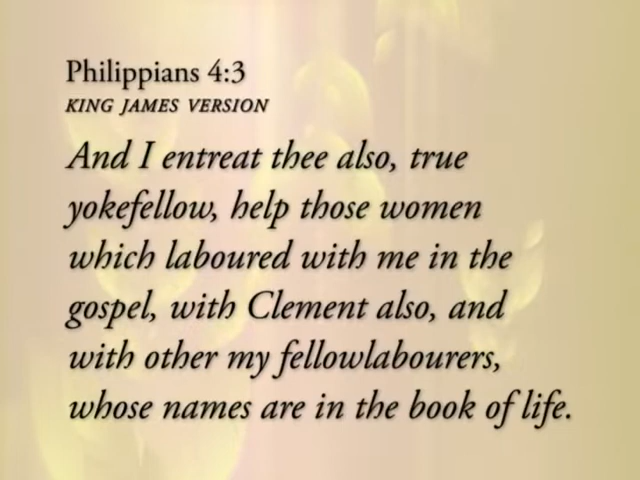 Philippians 4:3
KING JAMES VERSION
And I entreat thee also, true
yokefellow, help those women
which laboured with me in the
gospel, with Clement also, and
with other my fellowlabourers,
whose names are in the book of life.